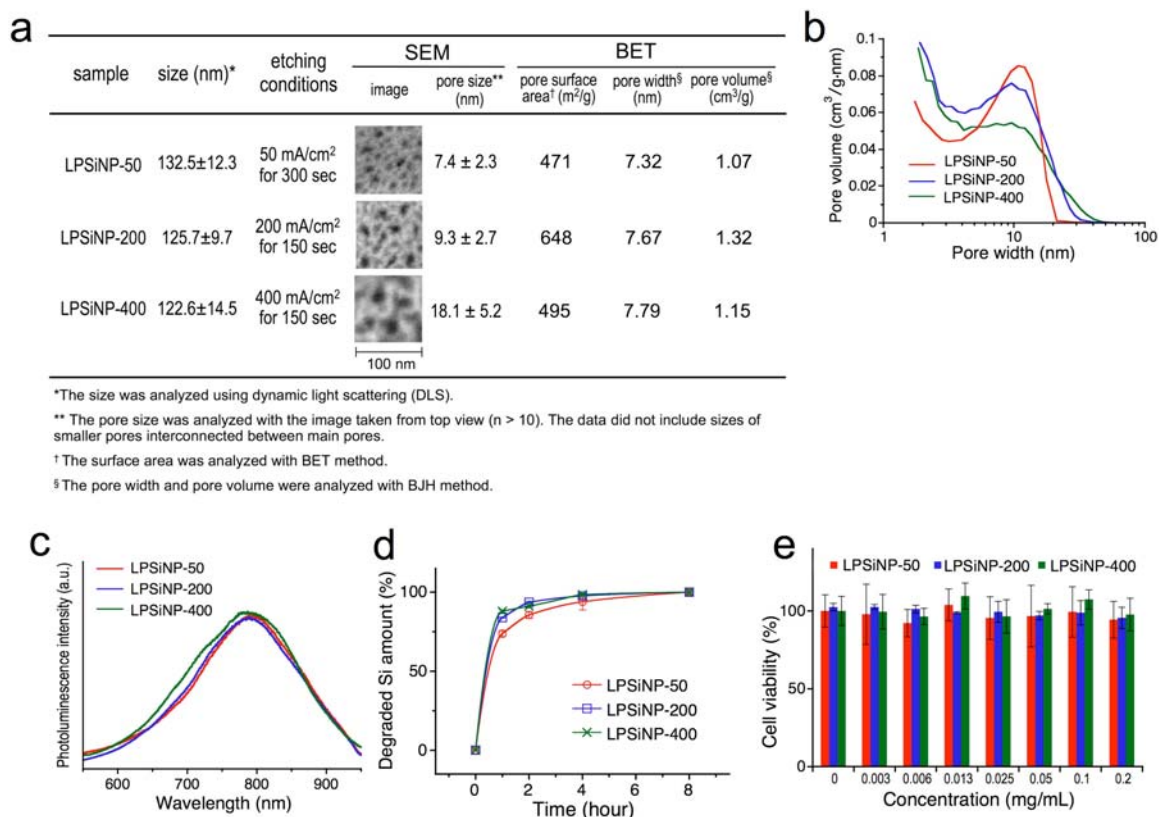 a
SEM
BET
sample
size (nm)*
etching
conditions
image
pore size**
(nm)
pore surface
area† (m²/g)
pore width§
(nm)
pore volume§
(cm³/g)
LPSiNP-50
132.5±12.3
50 mA/cm²
for 300 sec
7.4 ± 2.3
471
7.32
1.07
LPSiNP-200
125.7±9.7
200 mA/cm²
for 150 sec
9.3 ± 2.7
648
7.67
1.32
LPSiNP-400
122.6±14.5
400 mA/cm²
for 150 sec
18.1 ± 5.2
495
7.79
1.15
100 nm
*The size was analyzed using dynamic light scattering (DLS).
** The pore size was analyzed with the image taken from top view (n > 10). The data did not include sizes of
smaller pores interconnected between main pores.
† The surface area was analyzed with BET method.
§ The pore width and pore volume were analyzed with BJH method.
b
Pore volume (cm³/g·nm)
0.1
0.08
0.06
0.04
0.02
0
LPSiNP-50
LPSiNP-200
LPSiNP-400
1
10
100
Pore width (nm)
c
Photoluminescence intensity (a.u.)
LPSiNP-50
LPSiNP-200
LPSiNP-400
600
700
800
900
Wavelength (nm)
d
Degraded Si amount (%)
100
50
0
LPSiNP-50
LPSiNP-200
LPSiNP-400
0
2
4
6
8
Time (hour)
e
LPSiNP-50
LPSiNP-200
LPSiNP-400
Cell viability (%)
100
50
0
0
0.003
0.006
0.013
0.025
0.05
0.1
0.2
Concentration (mg/mL)